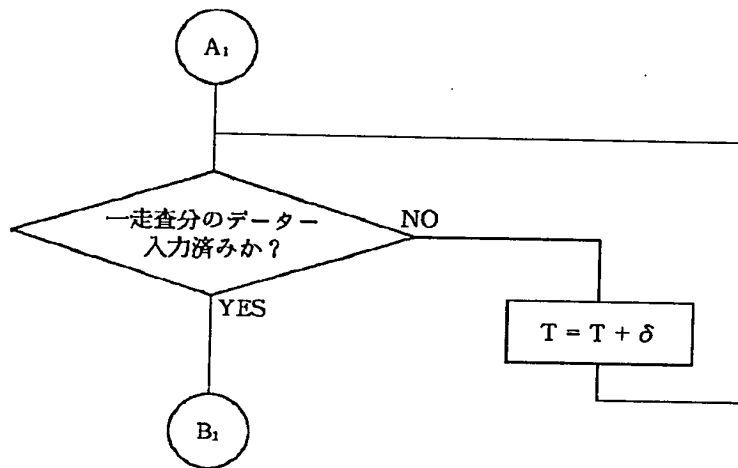 A₁
一走査分のデーター
入力済みか？
NO
YES
T = T + δ
B₁